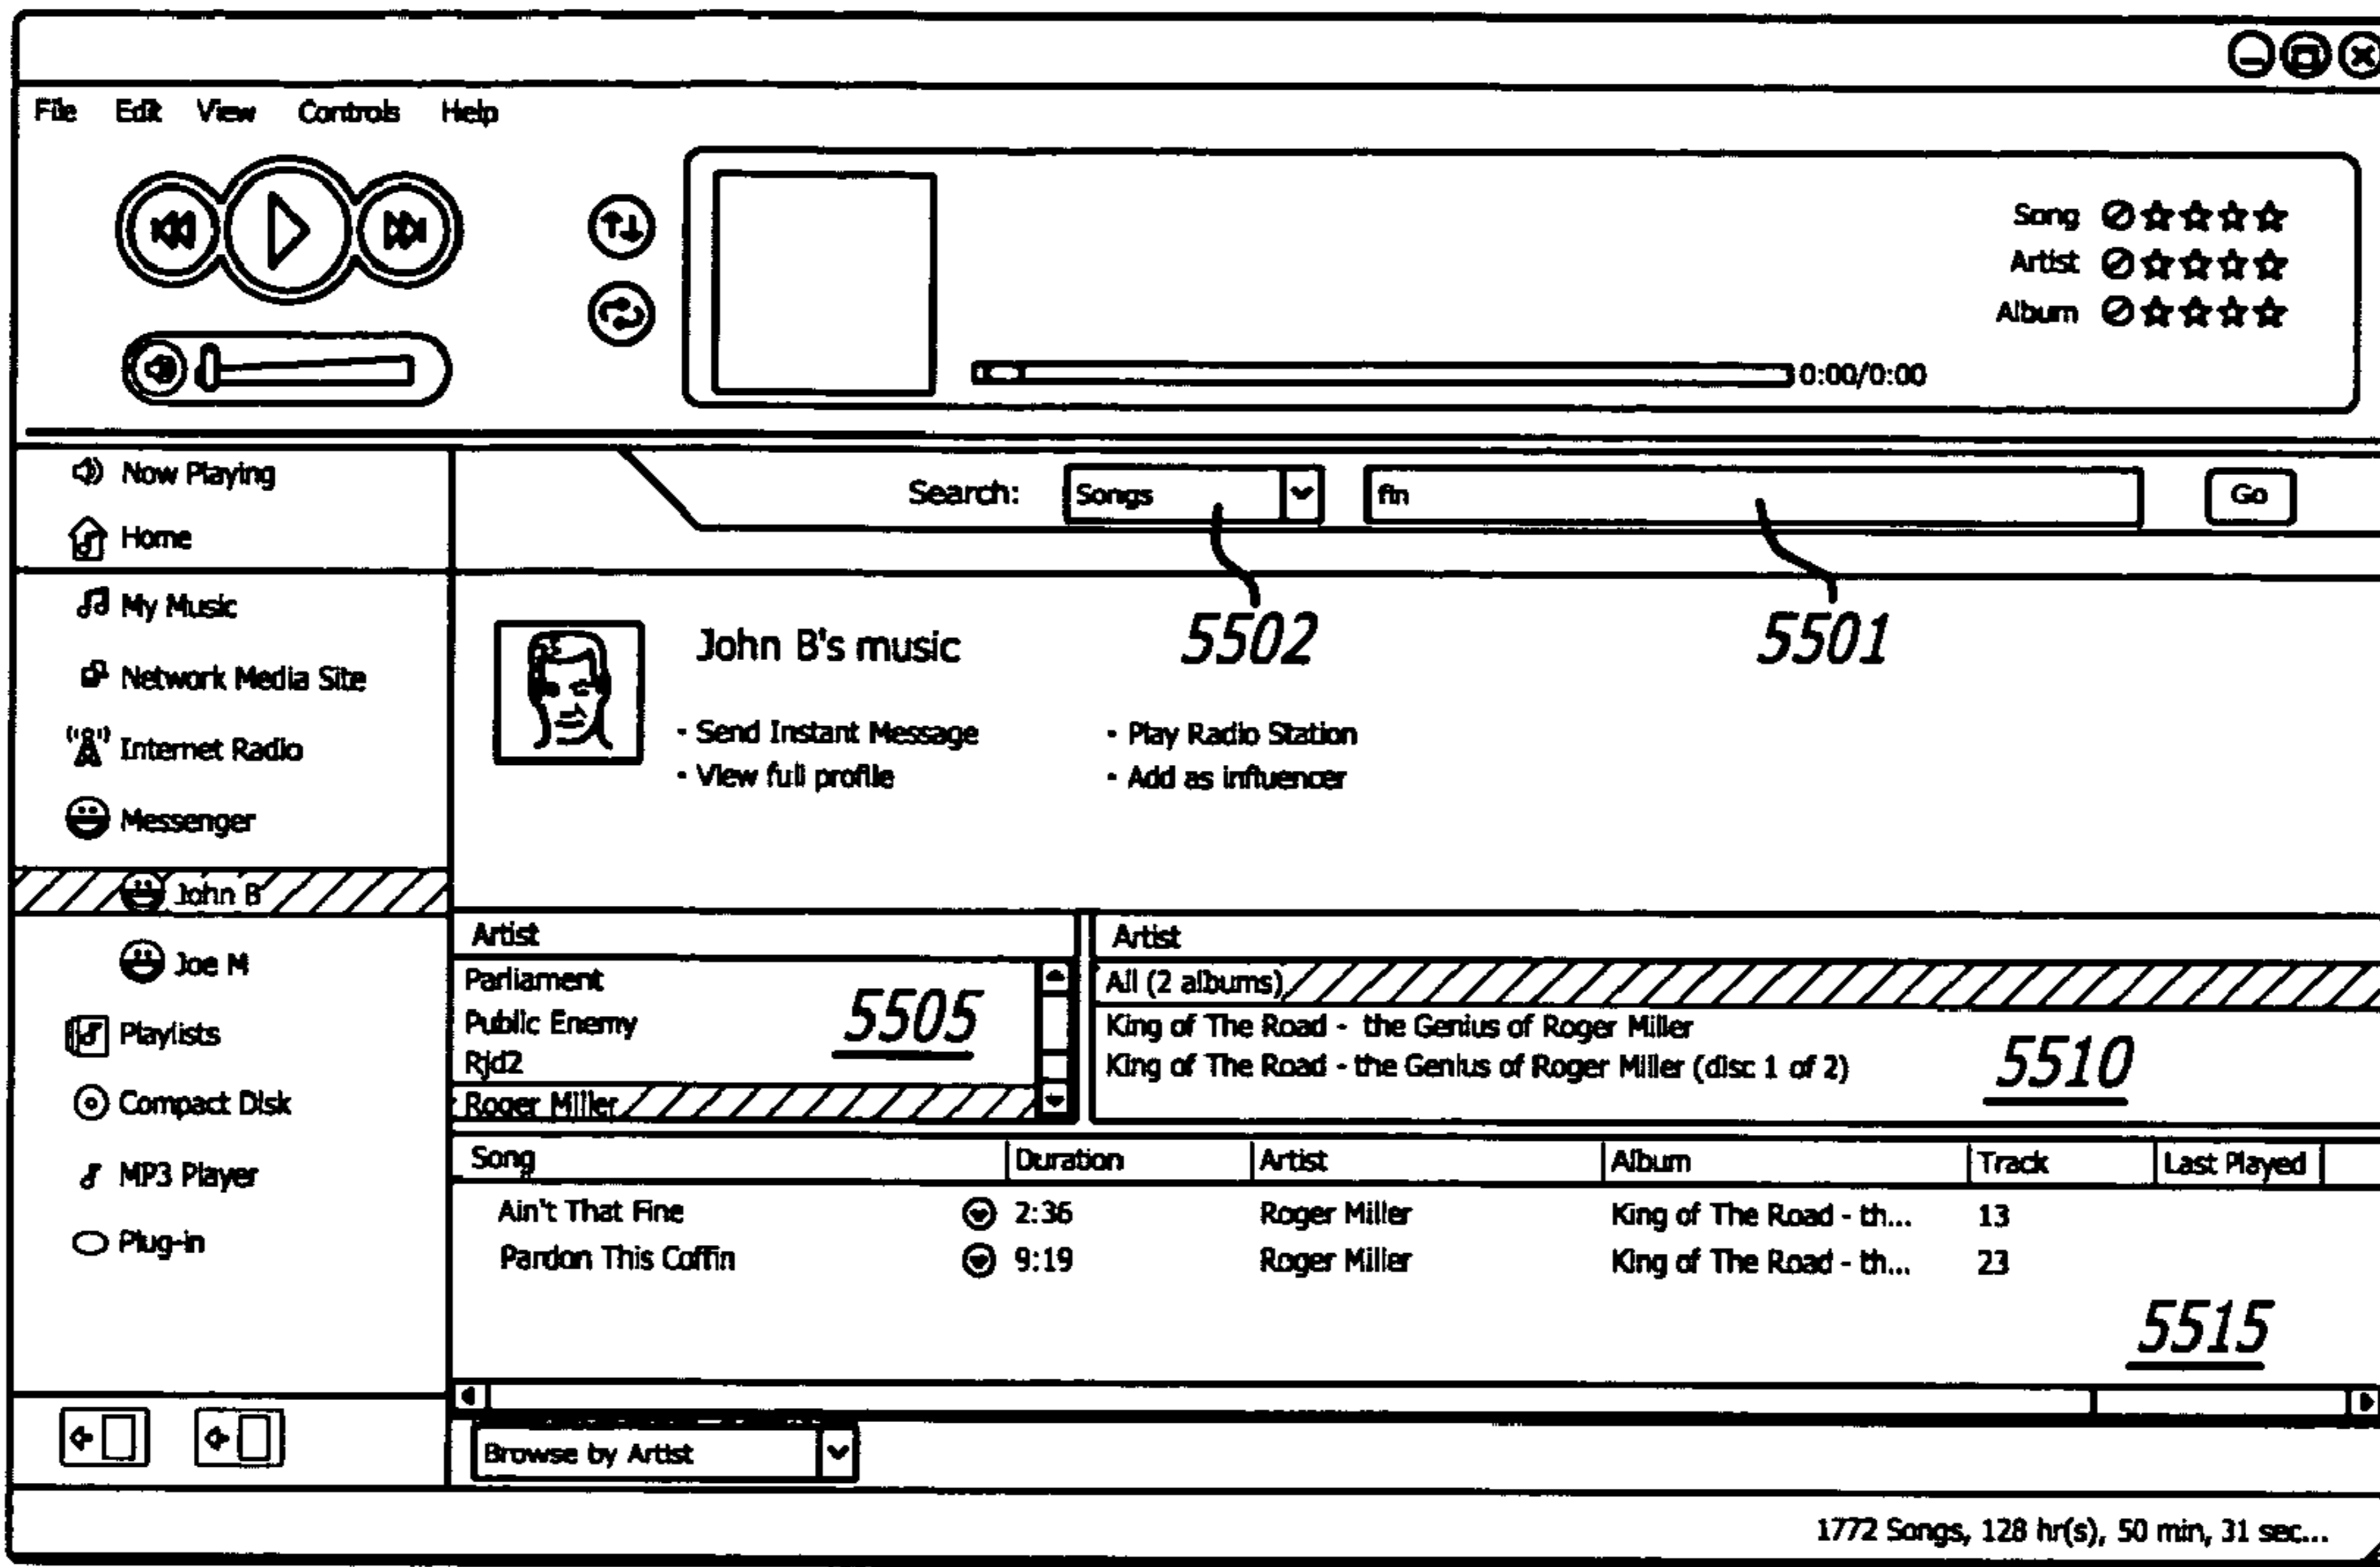 File Edit View Controls Help
Song
Artist
Album
0:00/0:00
Now Playing
Home
My Music
Network Media Site
Internet Radio
Messenger
John B
Joe M
Playlists
Compact Disk
MP3 Player
Plug-in
Search: Songs fin Go
5502 5501
John B's music
- Send Instant Message - Play Radio Station
- View full profile - Add as influencer
Artist
Parliament
Public Enemy
Rjd2
Roger Miller
5505
Artist
All (2 albums)
King of The Road - the Genius of Roger Miller
King of The Road - the Genius of Roger Miller (disc 1 of 2)
5510
Song Duration Artist Album Track Last Played
Ain't That Fine 2:36 Roger Miller King of The Road - th... 13
Pardon This Coffin 9:19 Roger Miller King of The Road - th... 23
5515
Browse by Artist
1772 Songs, 128 hr(s), 50 min, 31 sec...